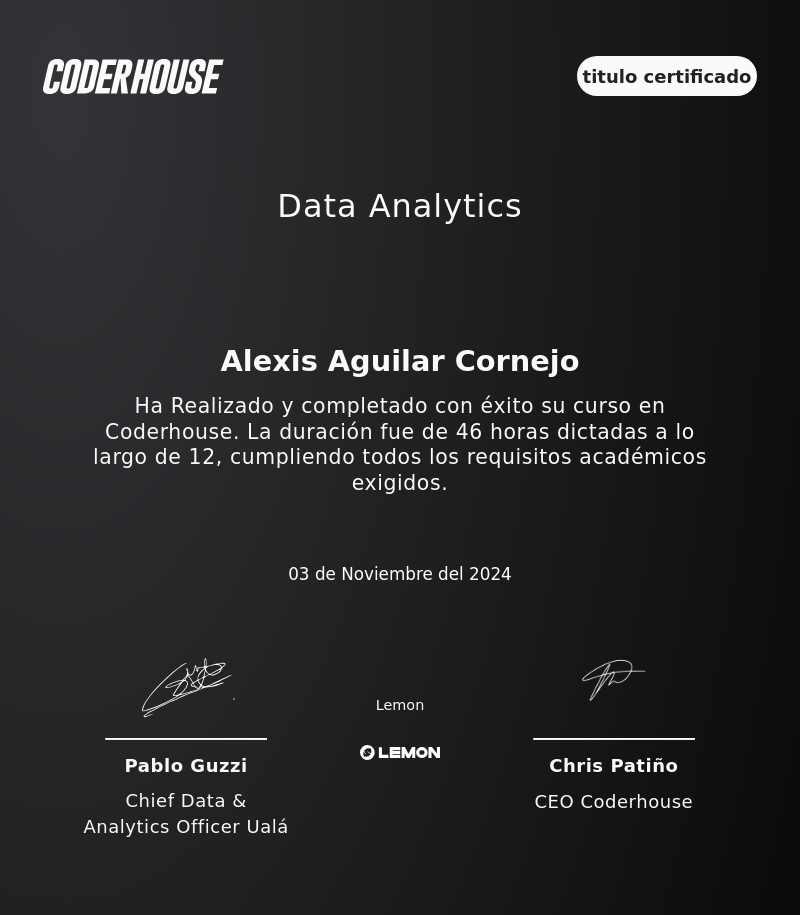 CODERHOUSE
titulo certificado
Data Analytics
Alexis Aguilar Cornejo
Ha Realizado y completado con éxito su curso en
Coderhouse. La duración fue de 46 horas dictadas a lo
largo de 12, cumpliendo todos los requisitos académicos
exigidos.
03 de Noviembre del 2024
Lemon
LEMON
Pablo Guzzi
Chief Data &
Analytics Officer Ualá
Chris Patiño
CEO Coderhouse